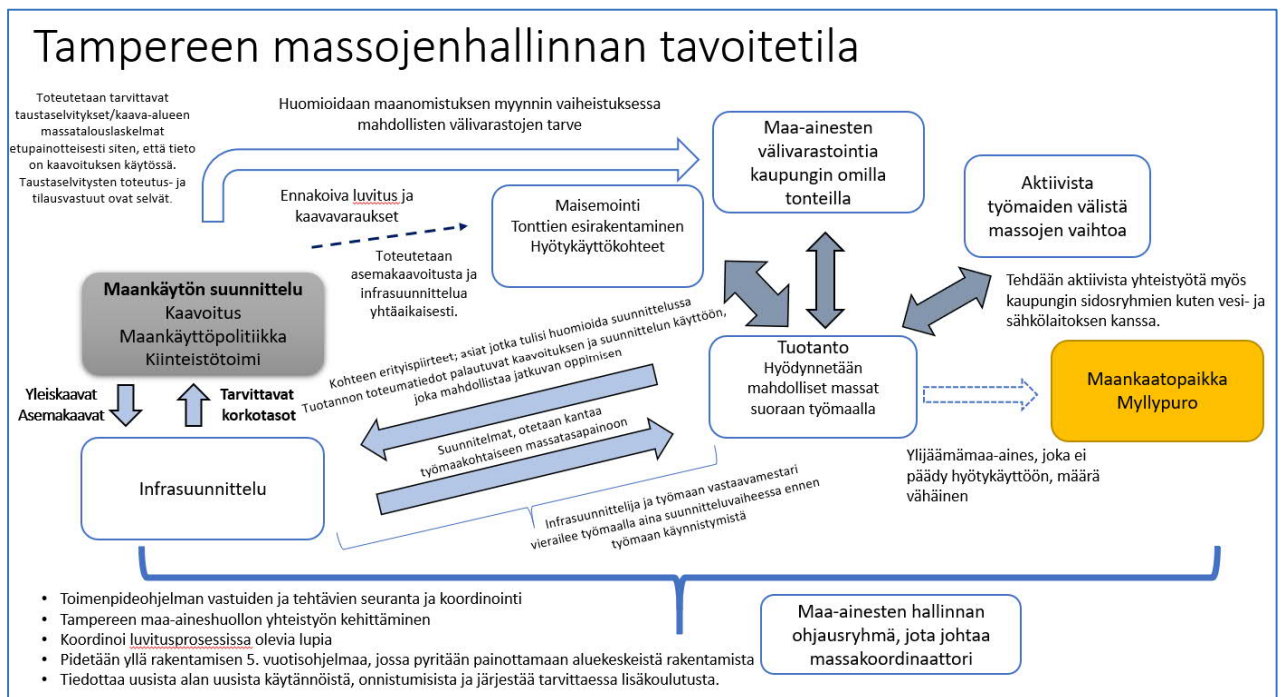 Tampereen massojenhallinnan tavoitetila
Toteutetaan tarvittavat
taustaselvitykset/kaava-alueen
massatalouslaskelmat
etupainotteisesti siten, että tieto
on kaavoituksen käytössä.
Taustaselvitysten toteutus- ja
tilausvastuut ovat selvät.
Huomioidaan maanomistuksen myynnin vaiheistuksessa
mahdollisten välivarastojen tarve
Maa-ainesten
välivarastointia
kaupungin omilla
tonteilla
Aktiivista
työmaiden välistä
massojen vaihtoa
Ennakoiva luvitus ja
kaavavaraukset
Maisemointi
Tonttien esirakentaminen
Hyötykäyttökohteet
Toteutetaan
asemakaavoitusta ja
infrasuunnittelua
yhtäaikaisesti.
Tehdään aktiivista yhteistyötä myös
kaupungin sidosryhmien kuten vesi- ja
sähkölaitoksen kanssa.
Maankäytön suunnittelu
Kaavoitus
Maankäyttöpolitiikka
Kiinteistötoimi
Kohteen erityispiirteet; asiat jotka tulisi huomioida suunnittelussa
Tuotannon toteumatiedot palautuvat kaavoituksen ja suunnittelun käyttöön,
joka mahdollistaa jatkuvan oppimisen
Tuotanto
Hyödynnetään
mahdolliset massat
suoraan työmaalla
Maankaatopaikka
Myllypuro
Yleiskaavat
Asemakaavat
Tarvittavat
korkotasot
Suunnitelmat, otetaan kantaa
työmaakohtaiseen massatasapainoon
Infrasuunnittelu
Ylijäämämaa-aines, joka ei
päädy hyötykäyttöön, määrä
vähäinen
Infrasuunnittelija ja työmaan vastaavamestari
vierailee työmaalla aina suunnitteluvaiheessa ennen
työmaan käynnistymistä
• Toimenpideohjelman vastuiden ja tehtävien seuranta ja koordinointi
• Tampereen maa-aineshuollon yhteistyön kehittäminen
• Koordinoi luvitusprosessissa olevia lupia
• Pidetään yllä rakentamisen 5. vuotisohjelmaa, jossa pyritään painottamaan aluekeskeistä rakentamista
• Tiedottaa uusista alan uusista käytännöistä, onnistumisista ja järjestää tarvittaessa lisäkoulutusta.
Maa-ainesten hallinnan
ohjausryhmä, jota johtaa
massakoordinaattori